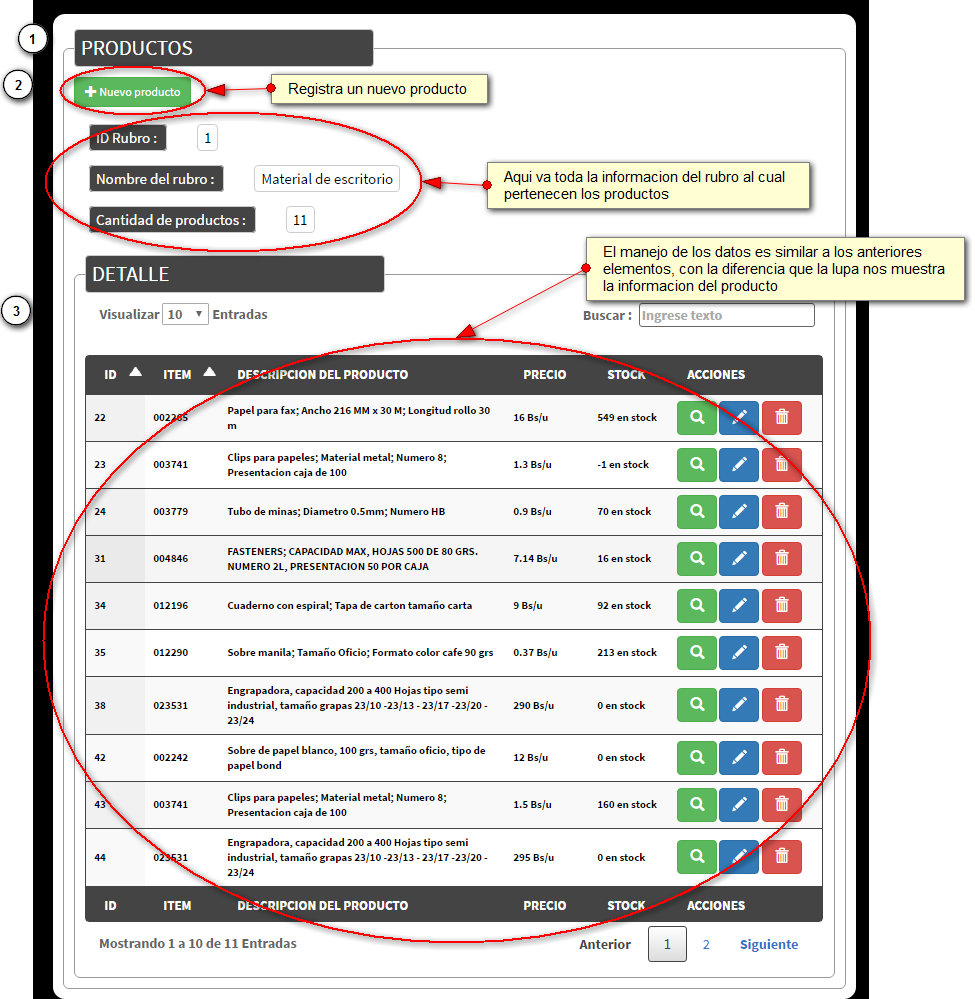 1
PRODUCTOS
2
Nuevo producto
Registra un nuevo producto
ID Rubro :
1
Nombre del rubro :
Material de escritorio
Aqui va toda la informacion del rubro al cual
pertenecen los productos
Cantidad de productos :
11
El manejo de los datos es similar a los anteriores
elementos, con la diferencia que la lupa nos muestra
la informacion del producto
DETALLE
3
Visualizar 10 Entradas
Buscar : Ingrese texto
ID ITEM DESCRIPCION DEL PRODUCTO PRECIO STOCK ACCIONES
22 002285 Papel para fax; Ancho 216 MM x 30 M; Longitud rollo 30 16 Bs/u 549 en stock
m
23 003741 Clips para papeles; Material metal; Numero 8; 1.3 Bs/u -1 en stock
Presentacion caja de 100
24 003779 Tubo de minas; Diametro 0.5mm; Numero HB 0.9 Bs/u 70 en stock
31 004846 FASTENERS; CAPACIDAD MAX, HOJAS 500 DE 80 GRS. 7.14 Bs/u 16 en stock
NUMERO 2L, PRESENTACION 50 POR CAJA
34 012196 Cuaderno con espiral; Tapa de carton tamaño carta 9 Bs/u 92 en stock
35 012290 Sobre manila; Tamaño Oficio; Formato color cafe 90 grs 0.37 Bs/u 213 en stock
Engrapadora, capacidad 200 a 400 Hojas tipo semi
38 023531 industrial, tamaño grapas 23/10 -23/13 - 23/17 -23/20 - 290 Bs/u 0 en stock
23/24
42 002242 Sobre de papel blanco, 100 grs, tamaño oficio, tipo de 12 Bs/u 0 en stock
papel bond
43 003741 Clips para papeles; Material metal; Numero 8; 1.5 Bs/u 160 en stock
Presentacion caja de 100
Engrapadora, capacidad 200 a 400 Hojas tipo semi
44 023531 industrial, tamaño grapas 23/10 -23/13 - 23/17 -23/20 - 295 Bs/u 0 en stock
23/24
ID ITEM DESCRIPCION DEL PRODUCTO PRECIO STOCK ACCIONES
Mostrando 1 a 10 de 11 Entradas
Anterior 1 2 Siguiente